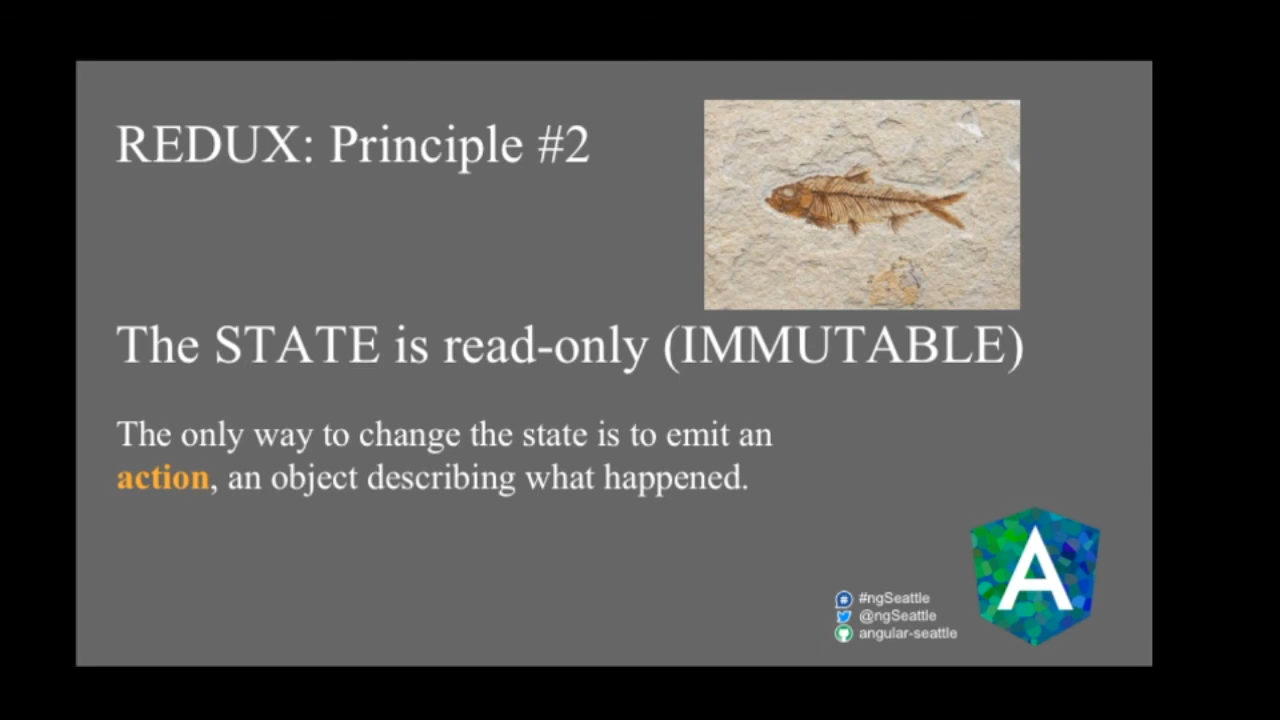 REDUX: Principle #2
The STATE is read-only (IMMUTABLE)
The only way to change the state is to emit an
action, an object describing what happened.
#ngSeattle
@ngSeattle
angular-seattle
A